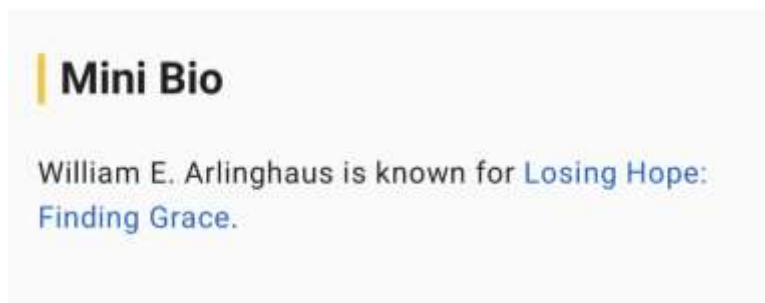 Mini Bio
William E. Arlinghaus is known for Losing Hope:
Finding Grace.